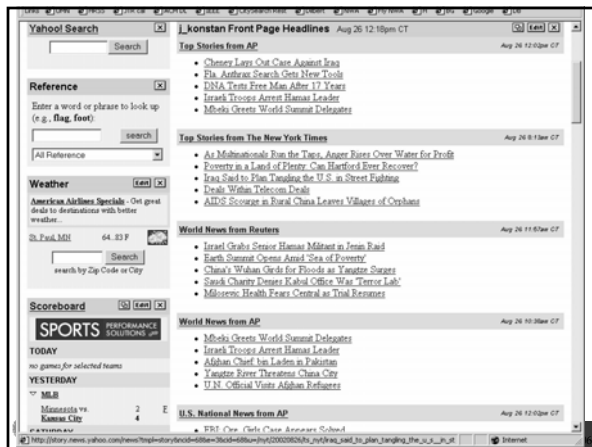 Yahoo! Search
Search
Reference
Enter a word or phrase to look up
(e.g., flag, foot):
search
All Reference
Weather
Edit
American Airlines Specials - Get great
deals to destinations with better
weather...
St. Paul, MN 64..83 F
Search
search by Zip Code or City
Scoreboard
Edit
SPORTS PERFORMANCE
SOLUTIONS
TODAY
no games for selected teams
YESTERDAY
MLB
Minnesota vs. 2 F
Kansas City 4
j_konstan Front Page Headlines Aug 26 12:18pm CT
Edit
Top Stories from AP Aug 26 12:02pm CT
Cheney Lays Out Case Against Iraq
Fla. Anthrax Search Gets New Tools
DNA Tests Free Man After 17 Years
Israeli Troops Arrest Hamas Leader
Mbeki Greets World Summit Delegates
Top Stories from The New York Times Aug 26 8:13am CT
As Multinationals Run the Taps, Anger Rises Over Water for Profit
Poverty in a Land of Plenty: Can Hartford Ever Recover?
Iraq Said to Plan Tangling the U.S. in Street Fighting
Deals Within Telecom Deals
AIDS Scourge in Rural China Leaves Villages of Orphans
World News from Reuters Aug 26 11:57am CT
Israel Grabs Senior Hamas Militant in Jenin Raid
Earth Summit Opens Amid 'Sea of Poverty'
China's Wuhan Girds for Floods as Yangtze Surges
Saudi Charity Denies Kabul Office Was 'Terror Lab'
Milosevic Health Fears Central as Trial Resumes
World News from AP Aug 26 10:38am CT
Mbeki Greets World Summit Delegates
Israeli Troops Arrest Hamas Leader
Afghan Chief: bin Laden in Pakistan
Yangtze River Threatens China City
U.N. Official Visits Afghan Refugees
U.S. National News from AP Aug 26 12:02pm CT
Internet